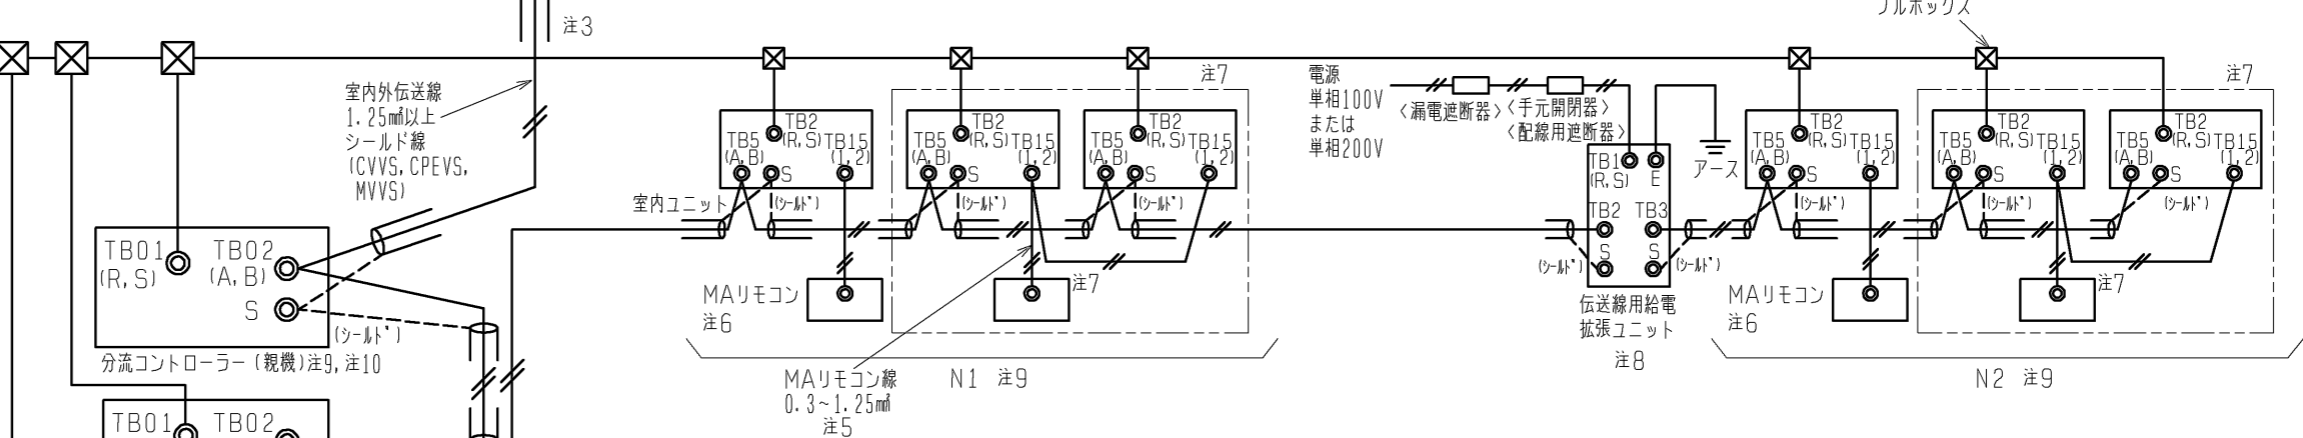 プルボックス
注3
室内外伝送線
1.25㎟以上
シールド線
(CVVS, CPEVS,
MVVS)
TB01
(R, S)
TB02
(A, B)
S
(シールド)
分流コントローラー (親機)注9, 注10
TB01
TB02
室内ユニット
TB5
(A, B)
TB2
(R, S)
S
TB15
(1, 2)
(シールド)
MAリモコン
注6
注7
TB5
(A, B)
TB2
(R, S)
S
TB15
(1, 2)
(シールド)
TB5
(A, B)
TB2
(R, S)
S
TB15
(1, 2)
(シールド)
注7
MAリモコン線
0.3~1.25㎟
注5
N1 注9
電源
単相100V
または
単相200V
〈漏電遮断器〉
〈手元開閉器〉
〈配線用遮断器〉
アース
TB1
(R, S)
E
TB2
TB3
S
S
(シールド)
(シールド)
伝送線用給電
拡張ユニット
注8
TB5
(A, B)
TB2
(R, S)
S
TB15
(1, 2)
(シールド)
MAリモコン
注6
注7
TB5
(A, B)
TB2
(R, S)
S
TB15
(1, 2)
(シールド)
TB5
(A, B)
TB2
(R, S)
S
TB15
(1, 2)
(シールド)
注7
N2 注9